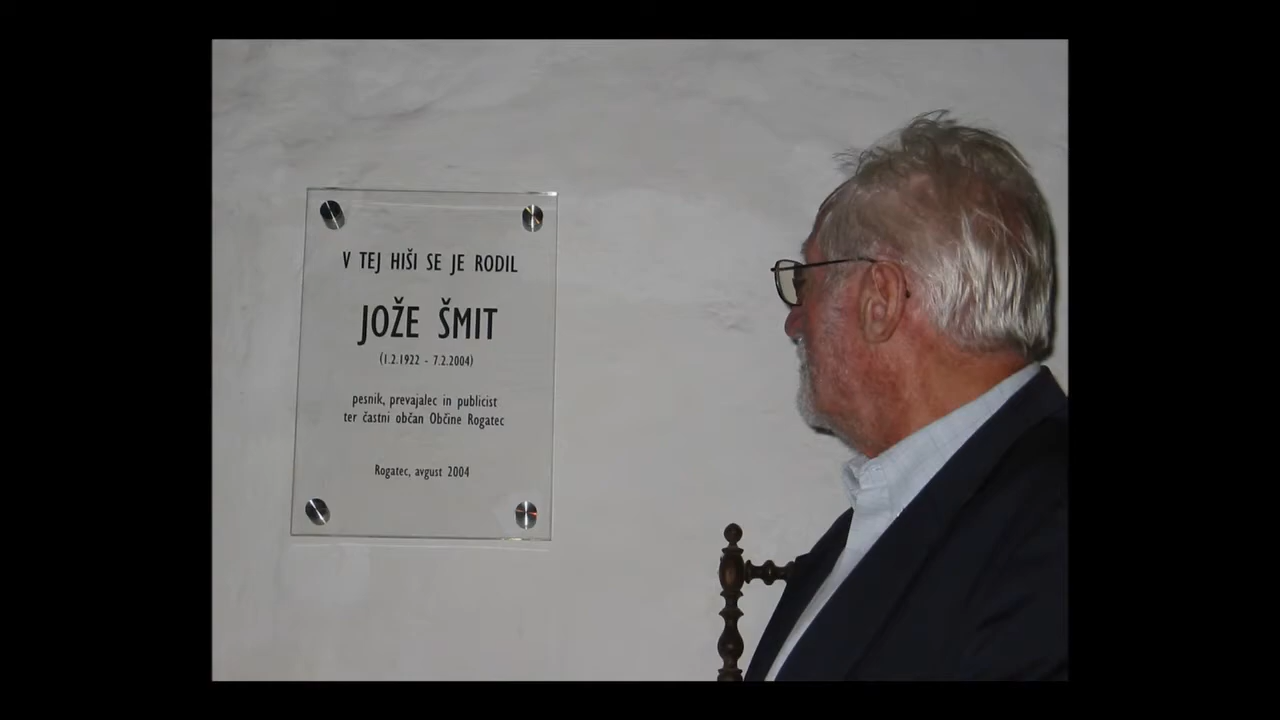 V TEJ HIŠI SE JE RODIL
JOŽE ŠMIT
(1.2.1922 - 7.2.2004)
pesnik, prevajalec in publicist
ter častni občan Občine Rogatec
Rogatec, avgust 2004